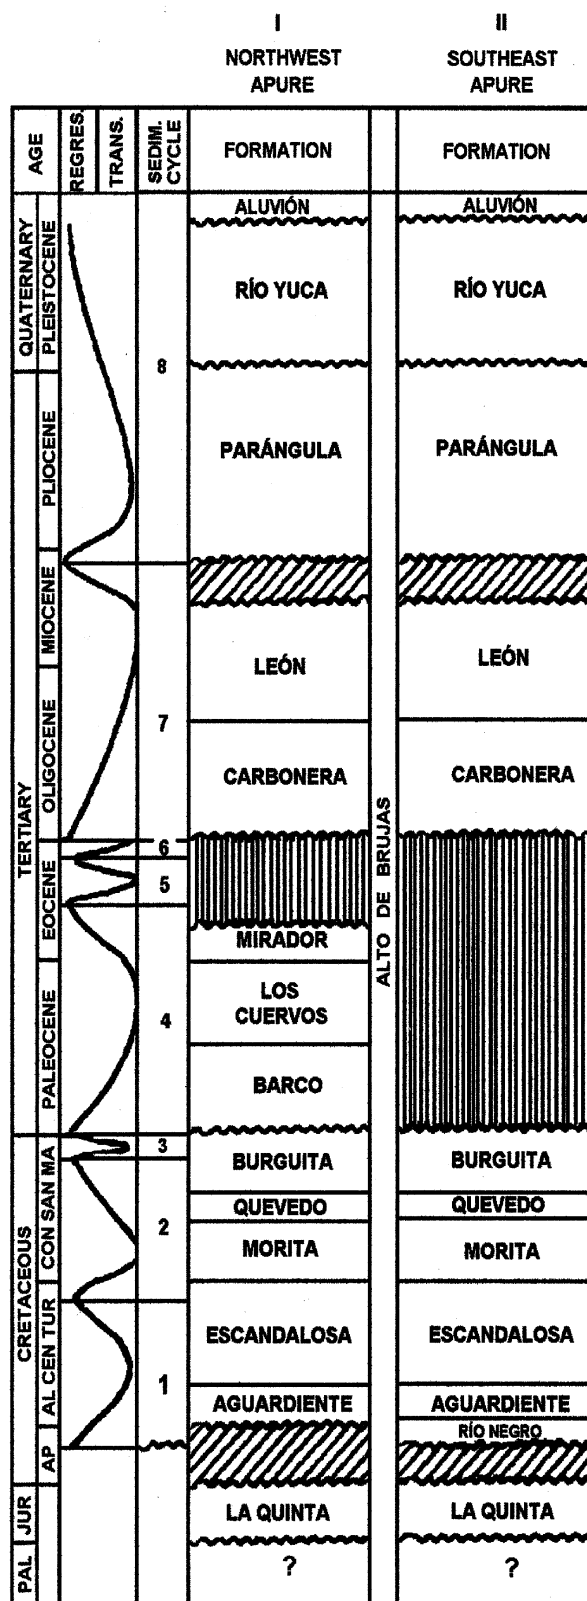 I
NORTHWEST
APURE
II
SOUTHEAST
APURE
AGE
REGRES.
TRANS.
SEDIM.
CYCLE
FORMATION
FORMATION
QUATERNARY
PLEISTOCENE
TERTIARY
PLIOCENE
MIOCENE
OLIGOCENE
EOCENE
PALEOCENE
CRETACEOUS
CON SAN MA
AL CEN TUR
AP
JUR
PAL
8
7
6
5
4
3
2
1
ALUVIÓN
RÍO YUCA
PARÁNGULA
LEÓN
CARBONERA
MIRADOR
LOS
CUERVOS
BARCO
BURGUITA
QUEVEDO
MORITA
ESCANDALOSA
AGUARDIENTE
LA QUINTA
?
ALTO DE BRUJAS
ALUVIÓN
RÍO YUCA
PARÁNGULA
LEÓN
CARBONERA
BURGUITA
QUEVEDO
MORITA
ESCANDALOSA
AGUARDIENTE
RÍO NEGRO
LA QUINTA
?